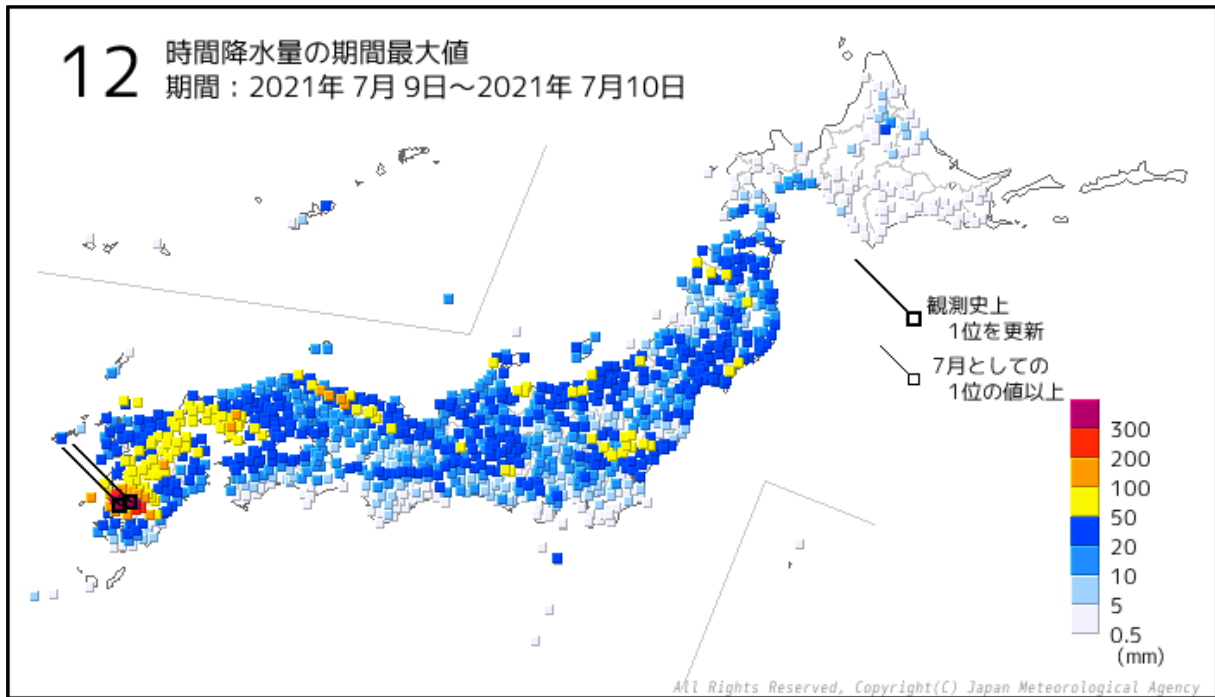 12 時間降水量の期間最大値
期間：2021年 7月 9日～2021年 7月10日
観測史上
1位を更新
7月としての
1位の値以上
300
200
100
50
20
10
5
0.5
(mm)
All Rights Reserved, Copyright(C) Japan Meteorological Agency